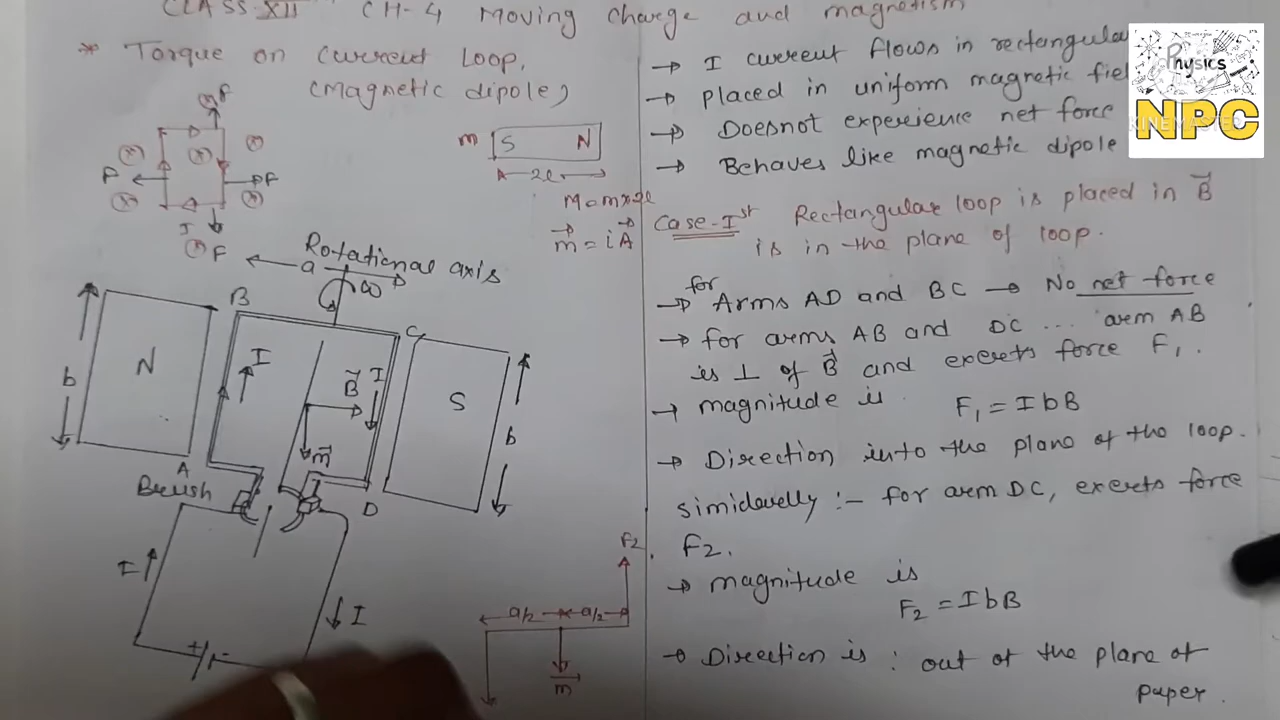 CLASS-XII CH-4 Moving charge and magnetism
* Torque on current loop.
(magnetic dipole)
F
F
F
I
F
m
S N
2l
M = m×2l
m = iA
Rotational axis
a
ω
B
C
b
N
I
B
I
S
b
m
A
Brush
D
I
I
+ -
F2
a/2 a/2
m
→ I current flows in rectangula
→ placed in uniform magnetic fiel
→ Doesnot experience net force
→ Behaves like magnetic dipole
Case-Ist Rectangular loop is placed in B
is in the plane of loop.
→ for Arms AD and BC → No net force
→ for arms AB and DC ... arm AB
is ⊥ of B and exerts force F1.
→ magnitude is F1 = IbB
→ Direction into the plane of the loop.
similarly :- for arm DC, exerts force
F2.
→ magnitude is
F2 = IbB
→ Direction is : out of the plane of
paper.
Physics
NPC